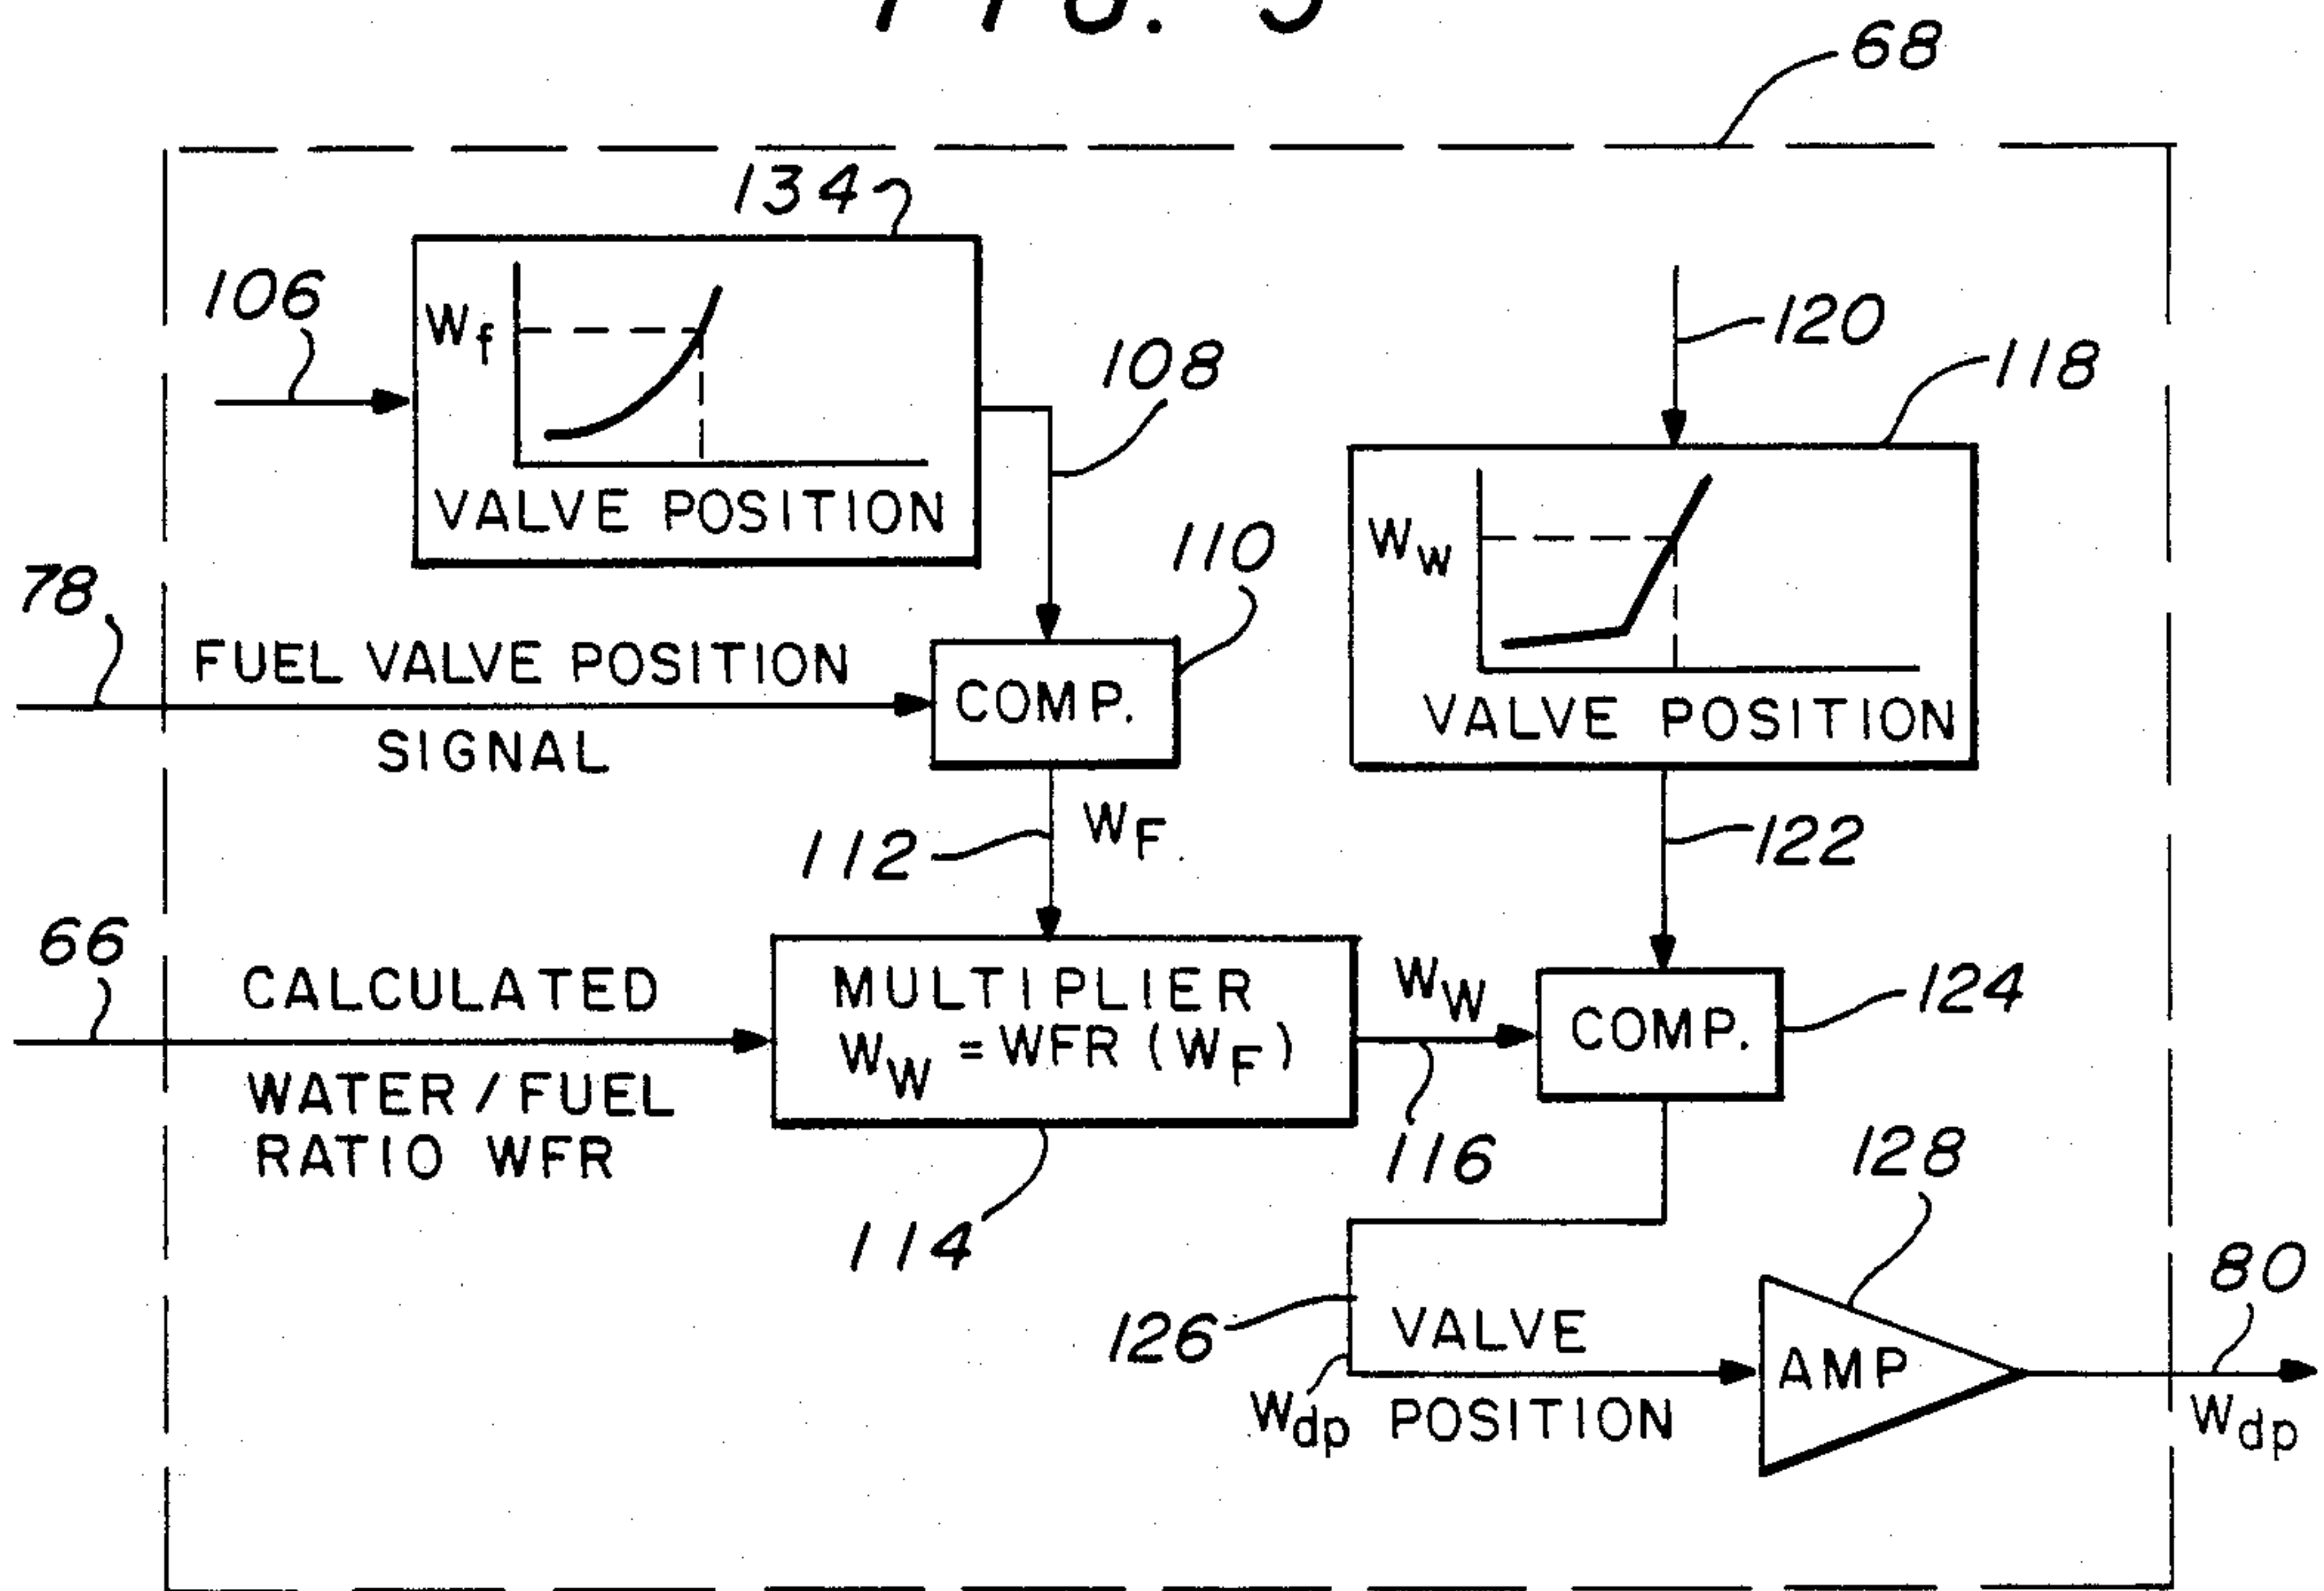 FIG. 5
68
134
106
Wf
VALVE POSITION
108
120
118
Ww
VALVE POSITION
110
78
FUEL VALVE POSITION
SIGNAL
COMP.
112
WF
122
66
CALCULATED
WATER / FUEL
RATIO WFR
MULTIPLIER
WW = WFR (WF)
114
WW
116
COMP.
124
126
VALVE
POSITION
Wdp
128
AMP
80
Wdp